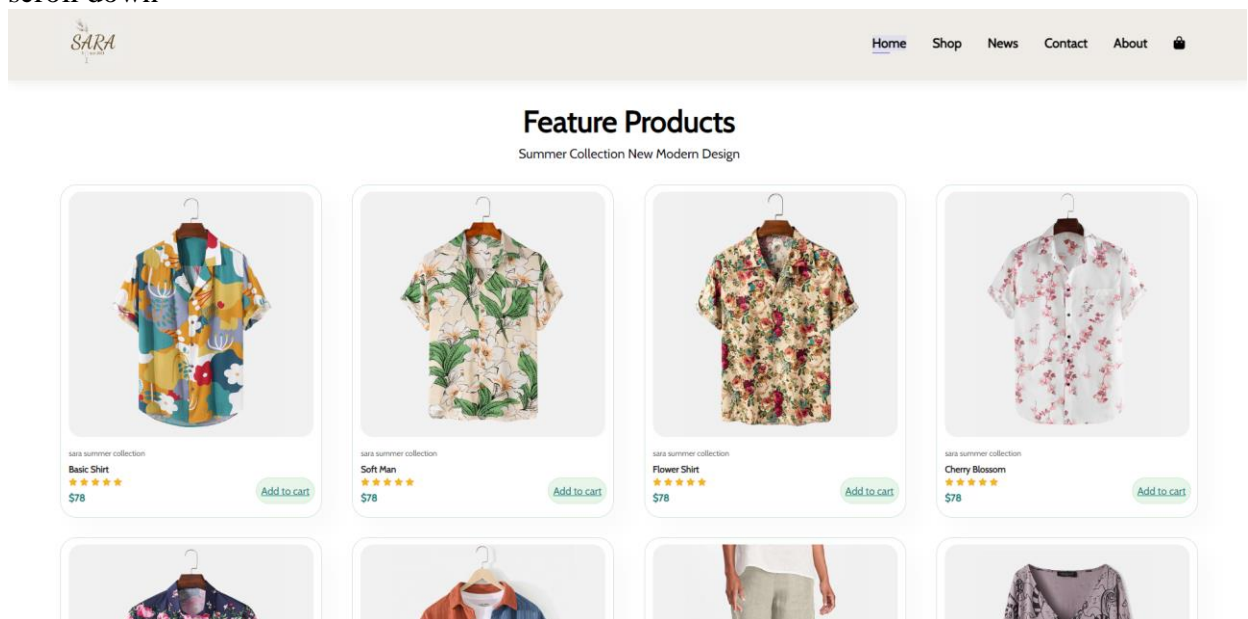 scroll down
SARA
Home Shop News Contact About
Feature Products
Summer Collection New Modern Design
sara summer collection
Basic Shirt
$78
Add to cart
sara summer collection
Soft Man
$78
Add to cart
sara summer collection
Flower Shirt
$78
Add to cart
sara summer collection
Cherry Blossom
$78
Add to cart